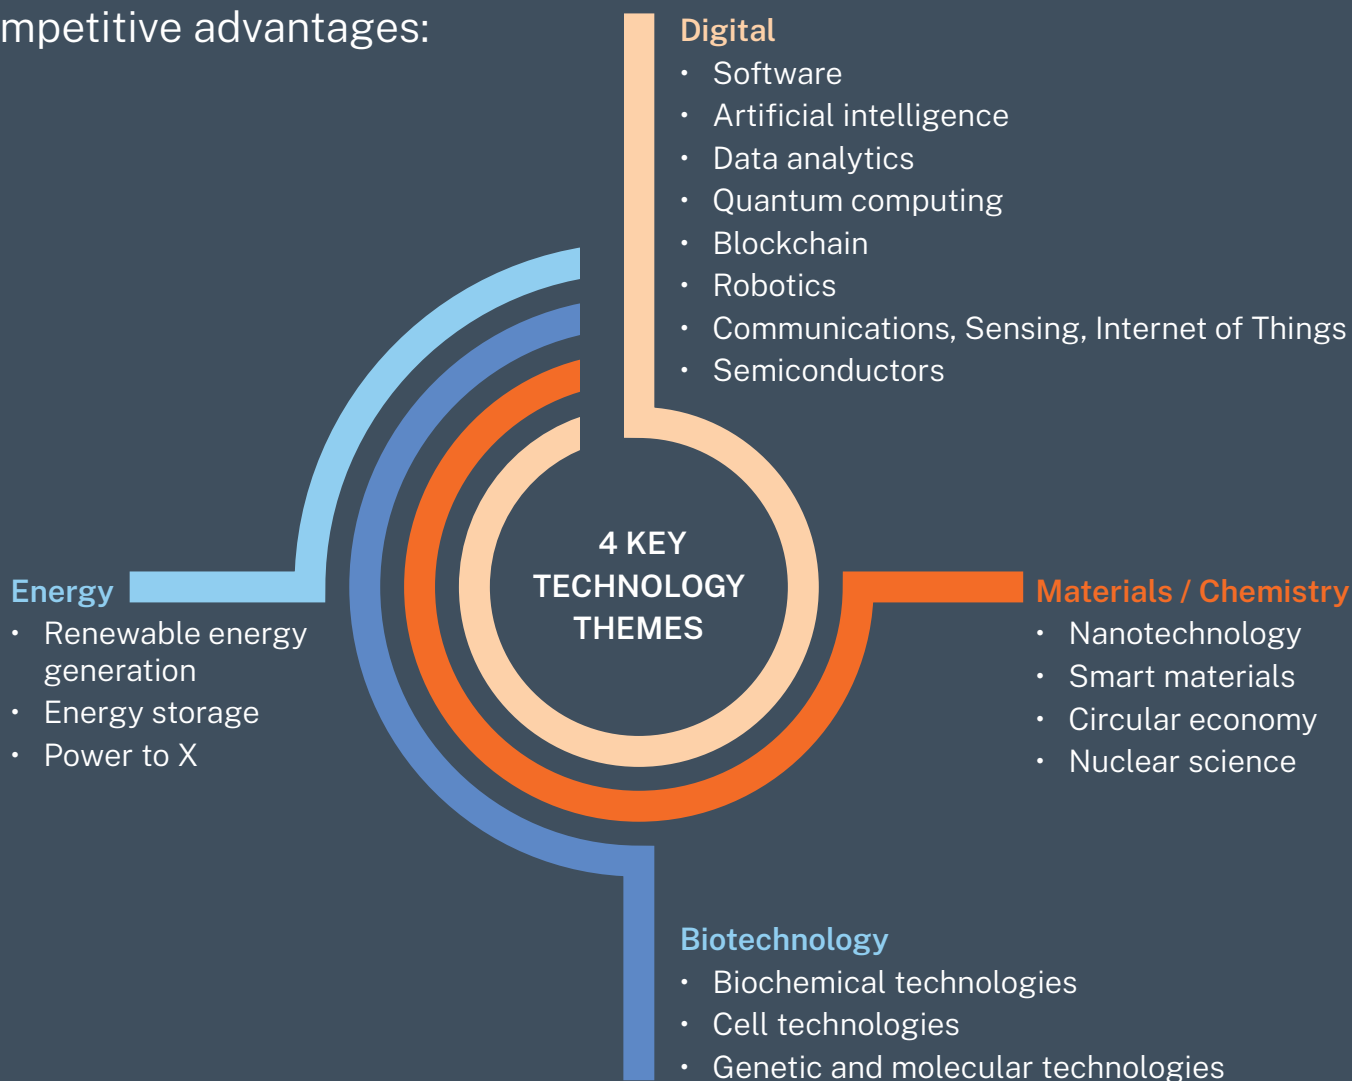 mpetitive advantages:
Digital
• Software
• Artificial intelligence
• Data analytics
• Quantum computing
• Blockchain
• Robotics
• Communications, Sensing, Internet of Things
• Semiconductors
4 KEY
TECHNOLOGY
THEMES
Energy
• Renewable energy
generation
• Energy storage
• Power to X
Materials / Chemistry
• Nanotechnology
• Smart materials
• Circular economy
• Nuclear science
Biotechnology
• Biochemical technologies
• Cell technologies
• Genetic and molecular technologies